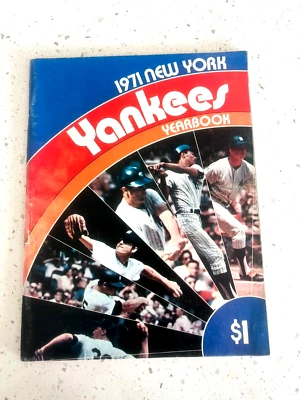 1971 NEW YORK
Yankees
YEARBOOK
$1